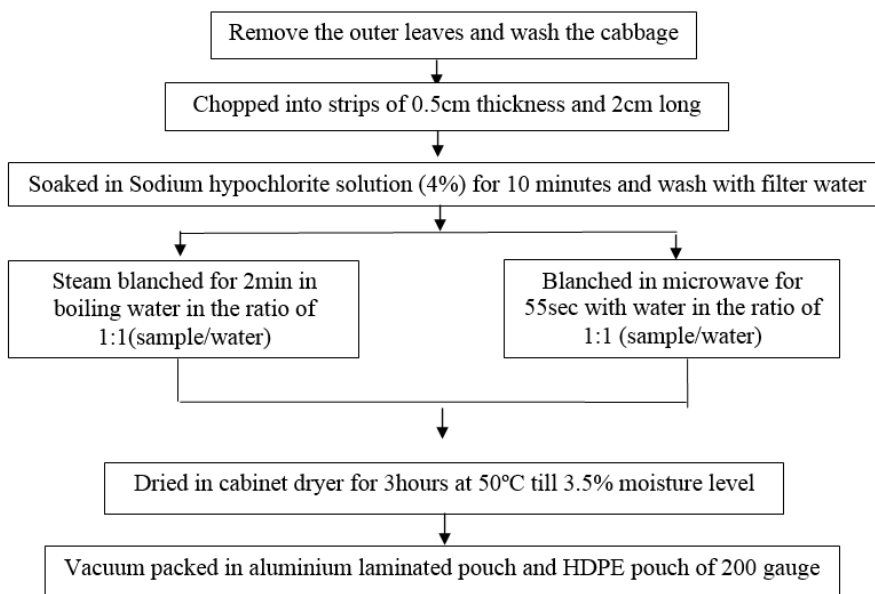 Remove the outer leaves and wash the cabbage
Chopped into strips of 0.5cm thickness and 2cm long
Soaked in Sodium hypochlorite solution (4%) for 10 minutes and wash with filter water
Steam blanched for 2min in
boiling water in the ratio of
1:1(sample/water)
Blanched in microwave for
55sec with water in the ratio of
1:1 (sample/water)
Dried in cabinet dryer for 3hours at 50ºC till 3.5% moisture level
Vacuum packed in aluminium laminated pouch and HDPE pouch of 200 gauge